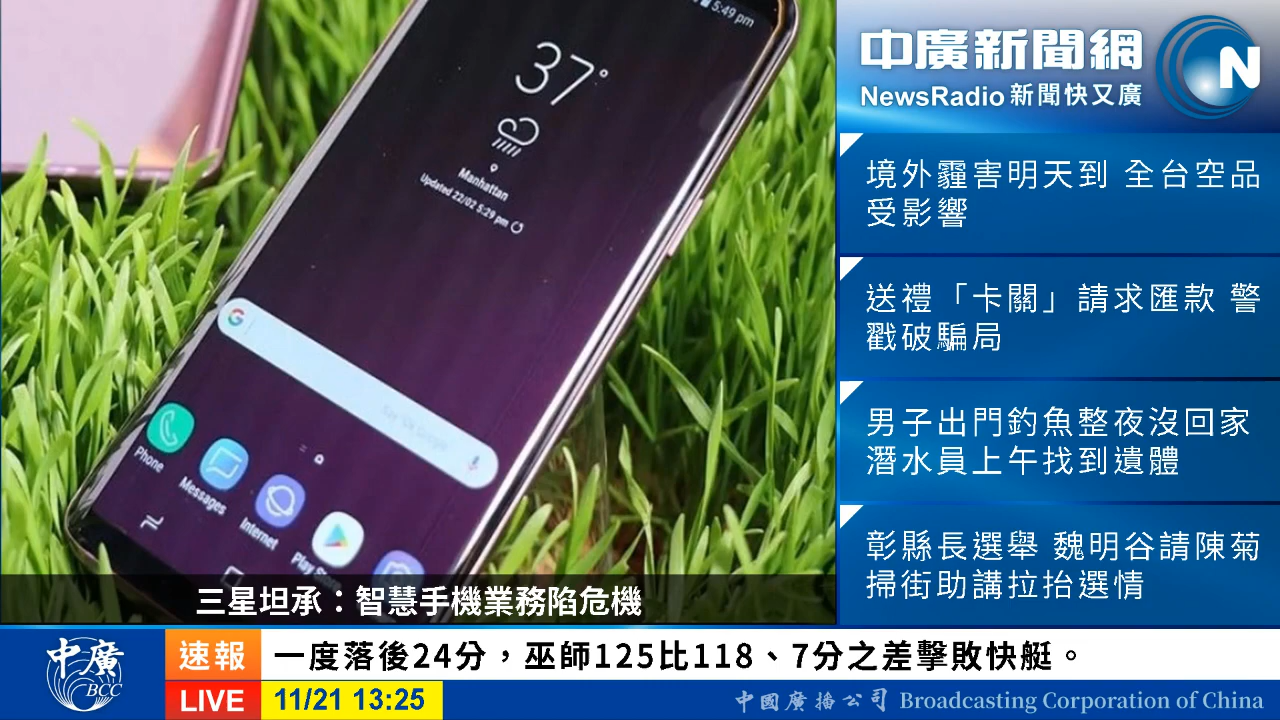 5:49 pm
37°
Manhattan
Updated 22/02 5:29 pm
Phone
Messages
Internet
三星坦承：智慧手機業務陷危機
中廣新聞網
N
NewsRadio 新聞快又廣
境外霾害明天到 全台空品
受影響
送禮「卡關」請求匯款 警
戳破騙局
男子出門釣魚整夜沒回家
潛水員上午找到遺體
彰縣長選舉 魏明谷請陳菊
掃街助講拉抬選情
中廣
BCC
速報
一度落後24分，巫師125比118、7分之差擊敗快艇。
LIVE
11/21 13:25
中國廣播公司 Broadcasting Corporation of China